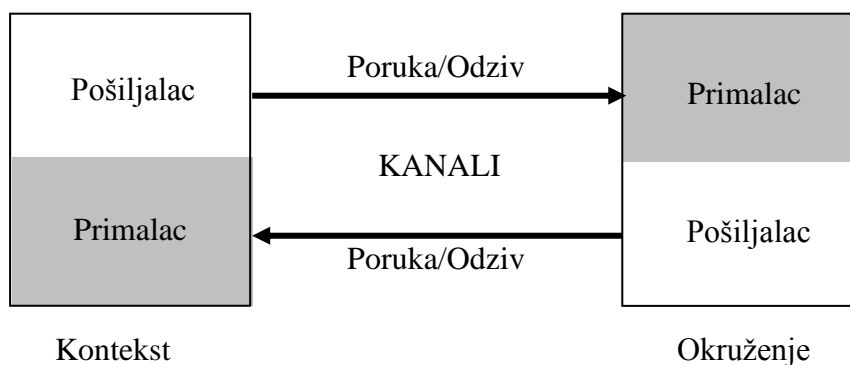 Poruka/Odziv
Pošiljalac
Primalac
KANALI
Primalac
Pošiljalac
Poruka/Odziv
Kontekst
Okruženje